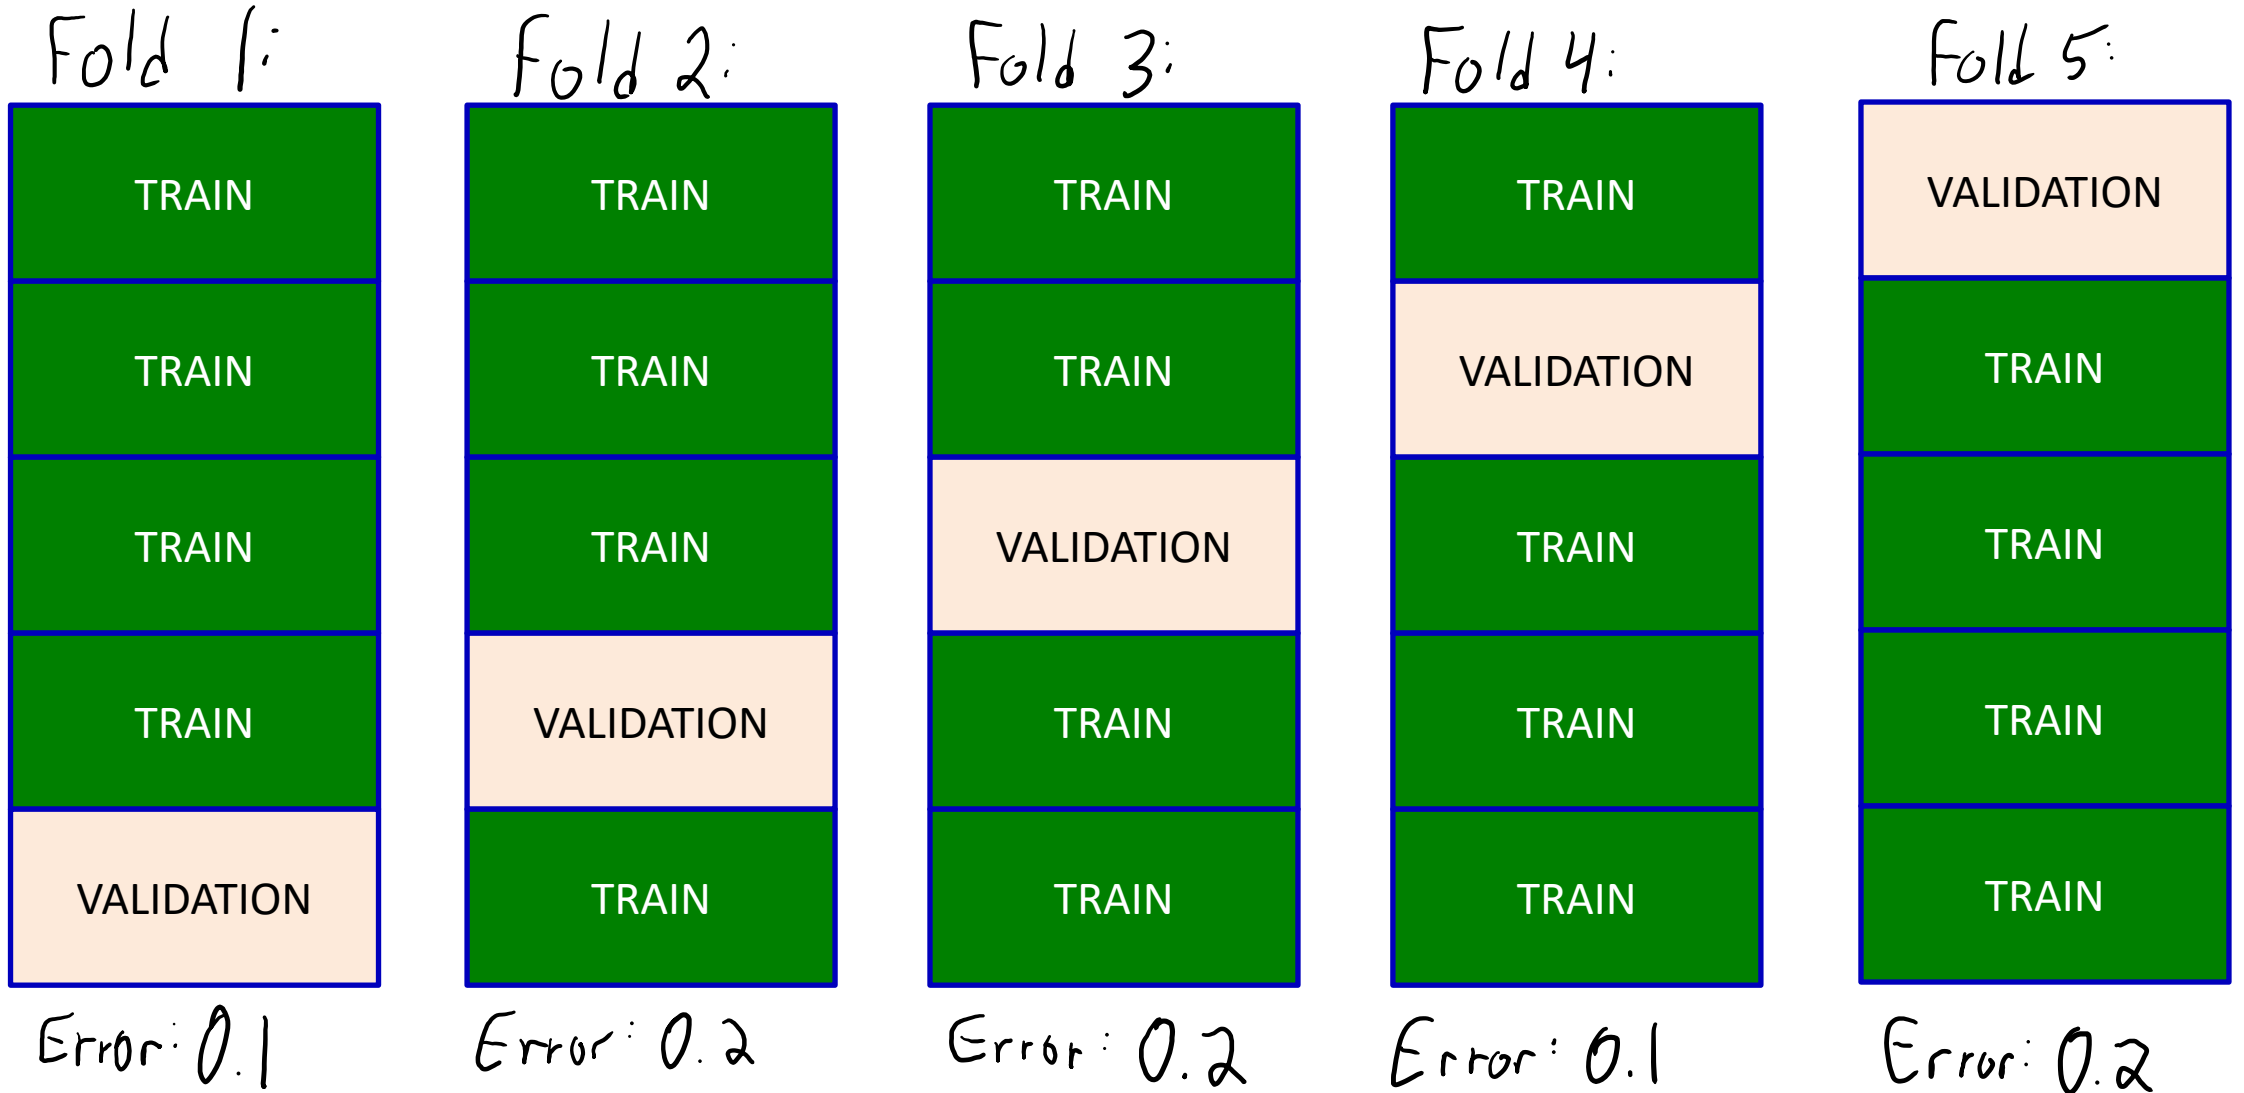 Fold 1: Fold 2: Fold 3: Fold 4: Fold 5:
TRAIN TRAIN TRAIN TRAIN VALIDATION
TRAIN TRAIN TRAIN VALIDATION TRAIN
TRAIN TRAIN VALIDATION TRAIN TRAIN
TRAIN VALIDATION TRAIN TRAIN TRAIN
VALIDATION TRAIN TRAIN TRAIN TRAIN
Error: 0.1 Error: 0.2 Error: 0.2 Error: 0.1 Error: 0.2